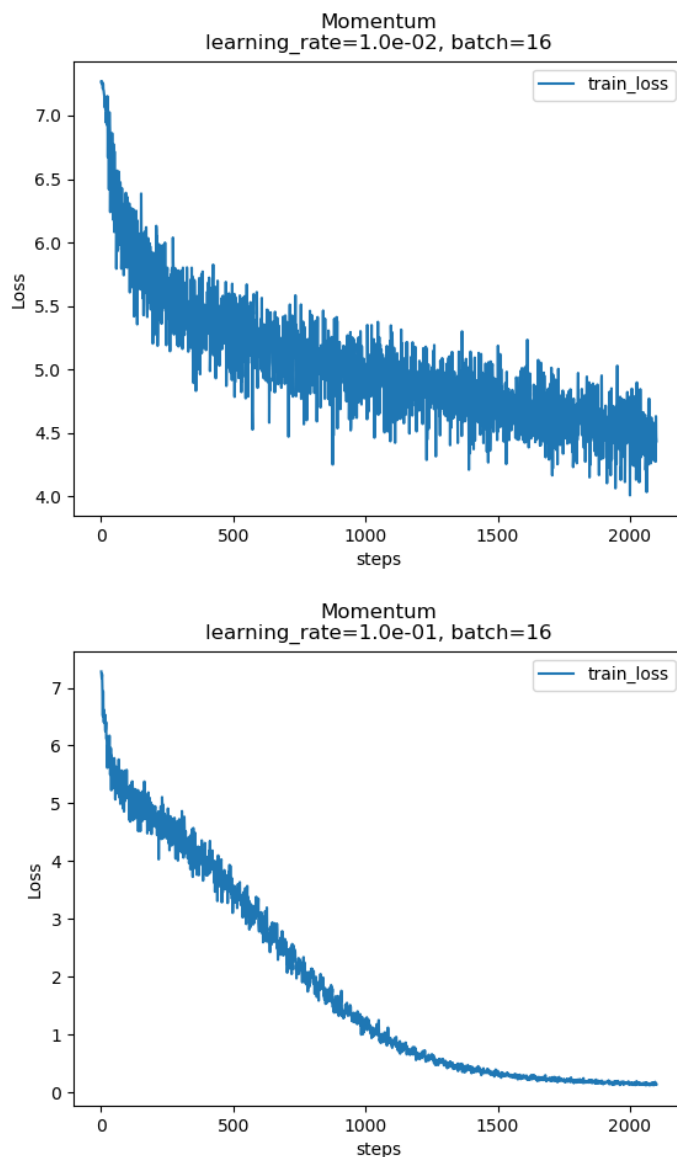 Momentum
learning_rate=1.0e-02, batch=16
train_loss
7.0
6.5
6.0
5.5
5.0
4.5
4.0
Loss
0 500 1000 1500 2000
steps
Momentum
learning_rate=1.0e-01, batch=16
train_loss
7
6
5
4
3
2
1
0
Loss
0 500 1000 1500 2000
steps